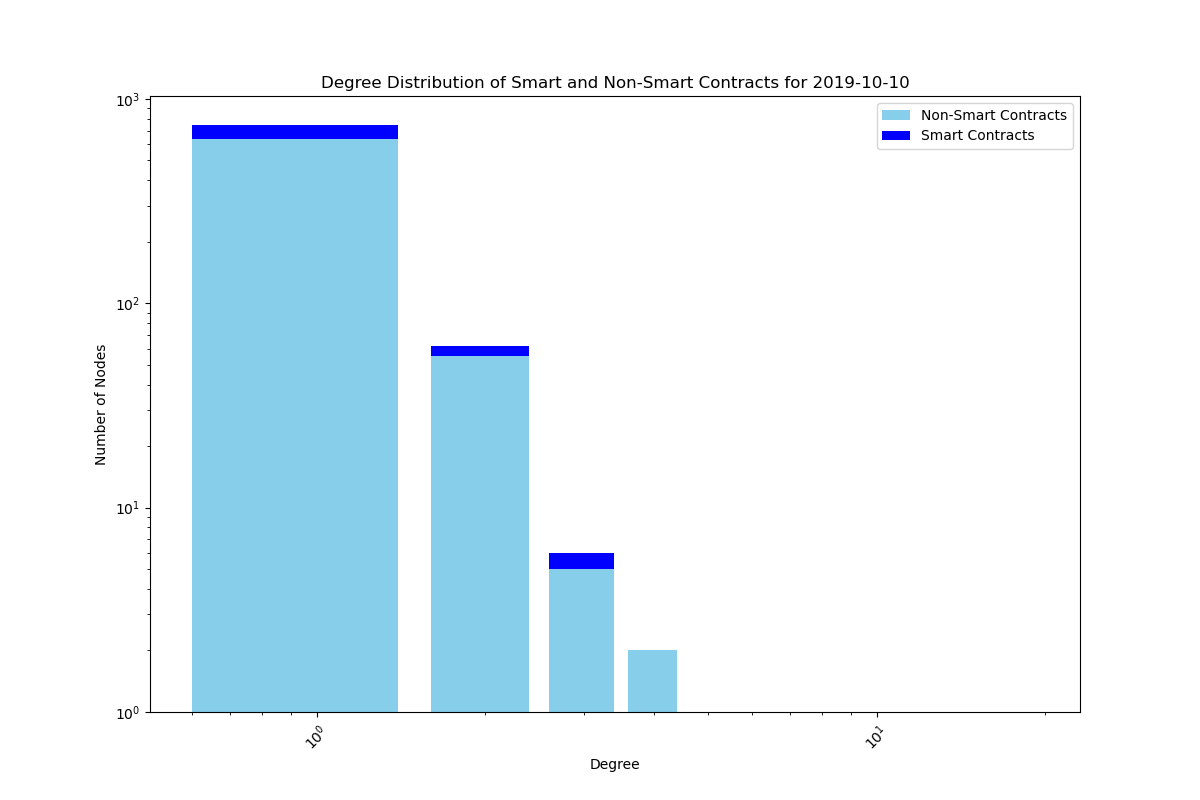 Degree Distribution of Smart and Non-Smart Contracts for 2019-10-10
Non-Smart Contracts
Smart Contracts
Number of Nodes
10³
10²
10¹
10⁰
10⁰
10¹
Degree